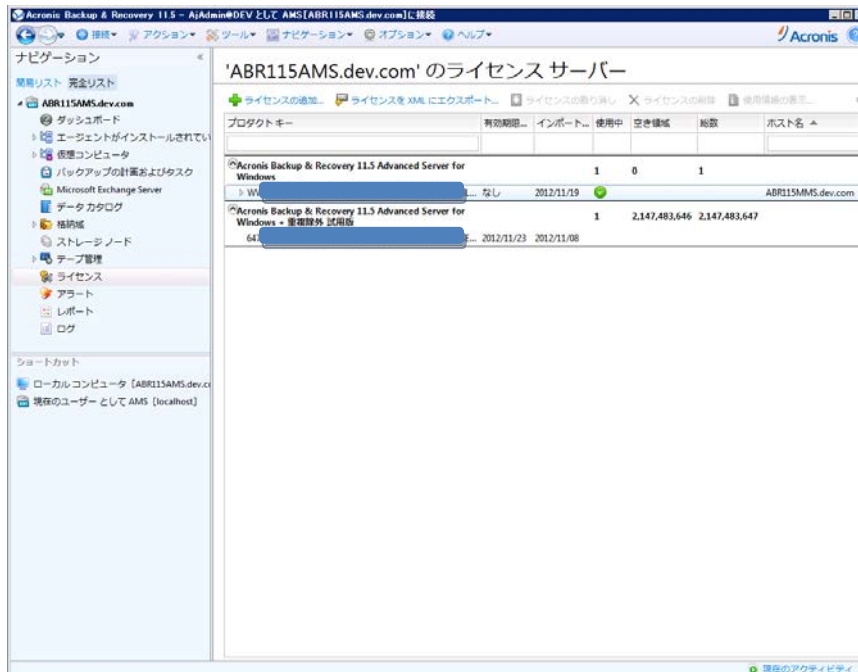 Acronis Backup & Recovery 11.5 - AjAdmin@DEV として AMS[ABR115AMS.dev.com]に接続
接続 アクション ツール ナビゲーション オプション ヘルプ Acronis
ナビゲーション
簡易リスト 完全リスト
ABR115AMS.dev.com
ダッシュボード
エージェントがインストールされてい
仮想コンピュータ
バックアップの計画およびタスク
Microsoft Exchange Server
データ カタログ
格納域
ストレージ ノード
テープ管理
ライセンス
アラート
レポート
ログ
ショートカット
ローカル コンピュータ [ABR115AMS.dev.c
現在のユーザー として AMS [localhost]
'ABR115AMS.dev.com' のライセンス サーバー
ライセンスの追加... ライセンスを XML にエクスポート... ライセンスの取り消し ライセンスの削除 使用情報の表示...
プロダクト キー 有効期限... インポート... 使用中 空き領域 総数 ホスト名
Acronis Backup & Recovery 11.5 Advanced Server for
Windows 1 0 1
... なし 2012/11/19 ABR115MMS.dev.com
Acronis Backup & Recovery 11.5 Advanced Server for
Windows + 重複除外 試用版 1 2,147,483,646 2,147,483,647
647 E... 2012/11/23 2012/11/08
現在のアクティビティ